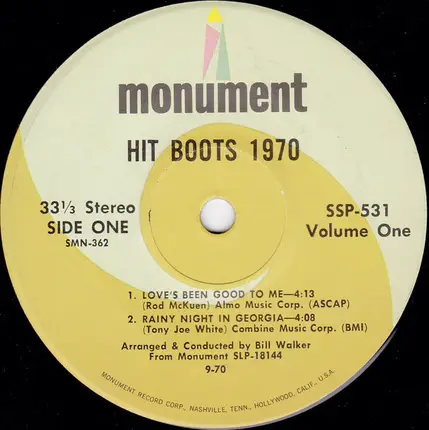 monument
HIT BOOTS 1970
33⅓ Stereo
SIDE ONE
SMN-362
SSP-531
Volume One
1. LOVE'S BEEN GOOD TO ME—4:13
(Rod McKuen) Almo Music Corp. (ASCAP)
2. RAINY NIGHT IN GEORGIA—4:08
(Tony Joe White) Combine Music Corp. (BMI)
Arranged & Conducted by Bill Walker
From Monument SLP-18144
9-70
MONUMENT RECORD CORP., NASHVILLE, TENN., HOLLYWOOD, CALIF., U.S.A.